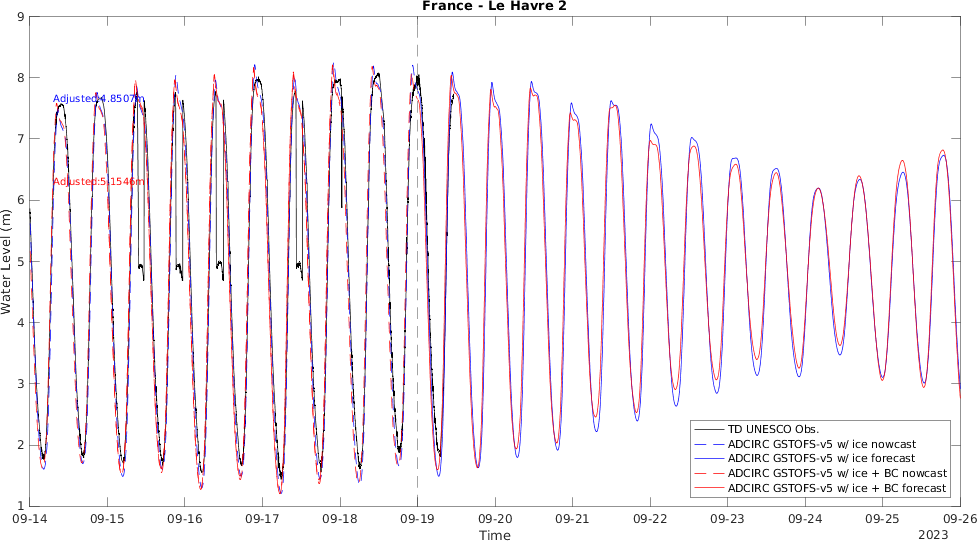 France - Le Havre 2
9
8
7
6
5
4
3
2
1
Water Level (m)
Adjusted:4.8507m
Adjusted:5.1546m
TD UNESCO Obs.
ADCIRC GSTOFS-v5 w/ ice nowcast
ADCIRC GSTOFS-v5 w/ ice forecast
ADCIRC GSTOFS-v5 w/ ice + BC nowcast
ADCIRC GSTOFS-v5 w/ ice + BC forecast
09-14 09-15 09-16 09-17 09-18 09-19 09-20 09-21 09-22 09-23 09-24 09-25 09-26
Time
2023